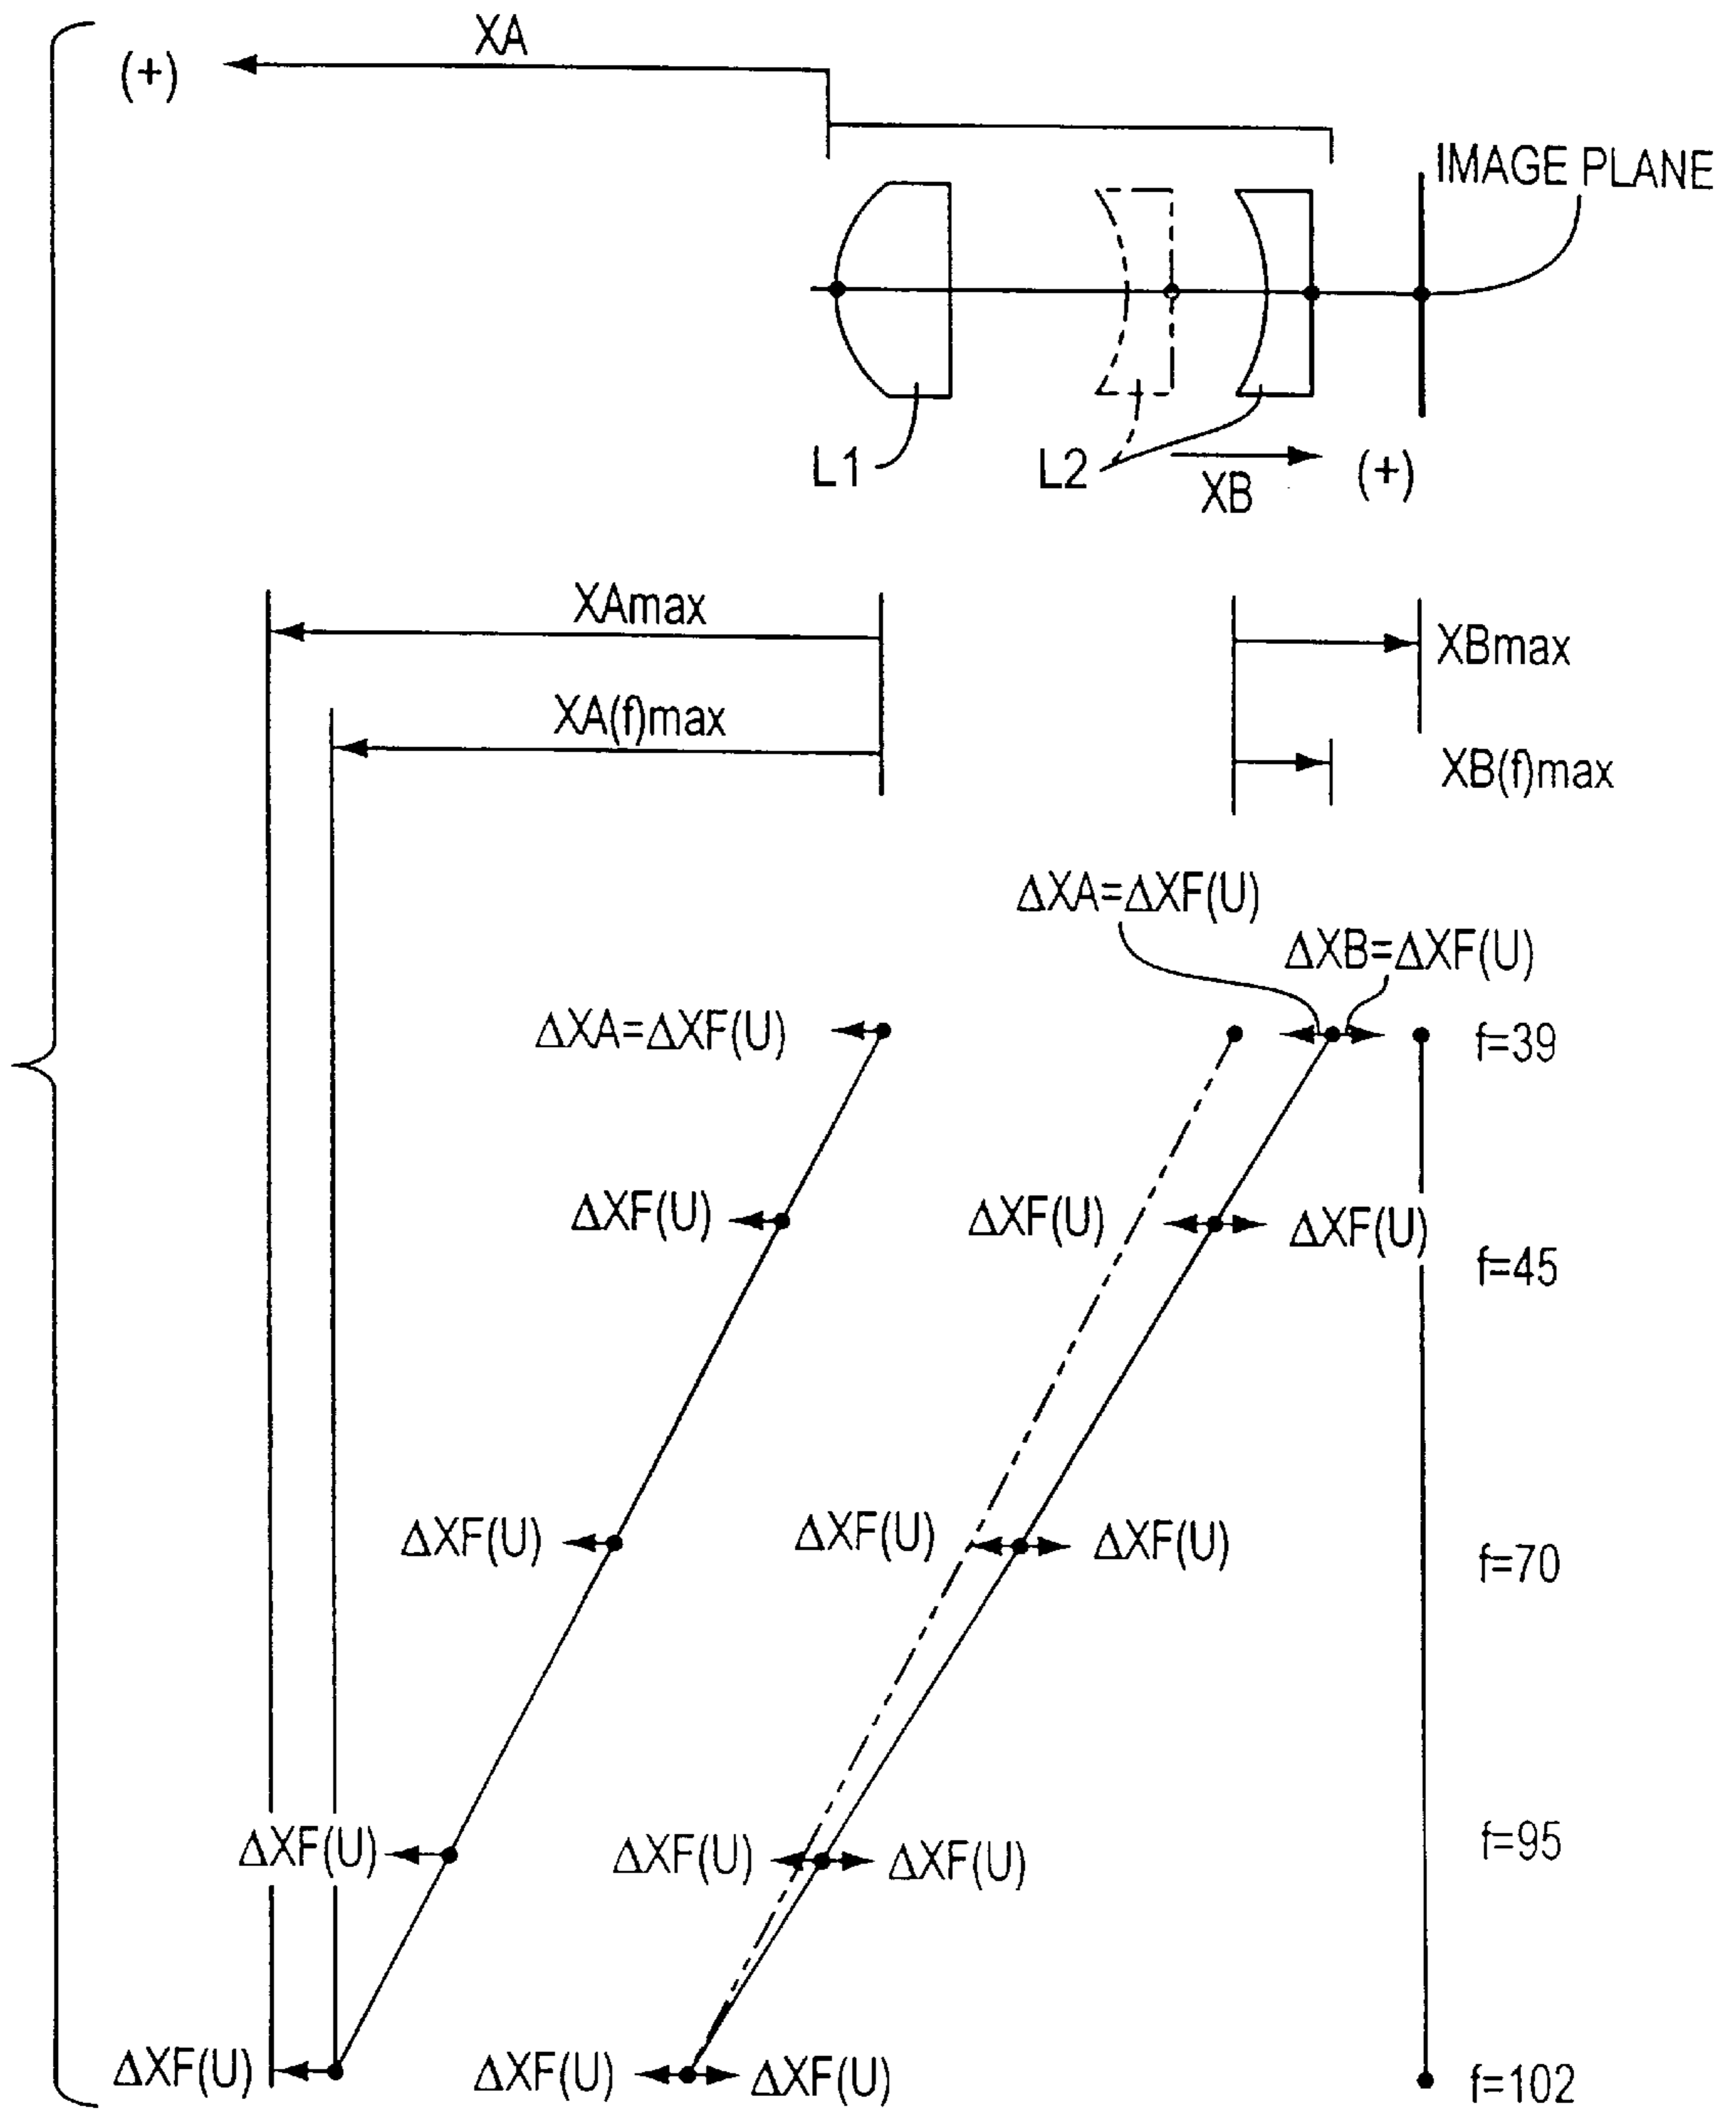 XA
(+)
IMAGE PLANE
L1
L2
XB
(+)
XAmax
XBmax
XA(f)max
XB(f)max
ΔXA=ΔXF(U)
ΔXB=ΔXF(U)
ΔXA=ΔXF(U)
f=39
ΔXF(U)
ΔXF(U)
ΔXF(U)
f=45
ΔXF(U)
ΔXF(U)
ΔXF(U)
f=70
ΔXF(U)
ΔXF(U)
ΔXF(U)
f=95
ΔXF(U)
ΔXF(U)
ΔXF(U)
f=102